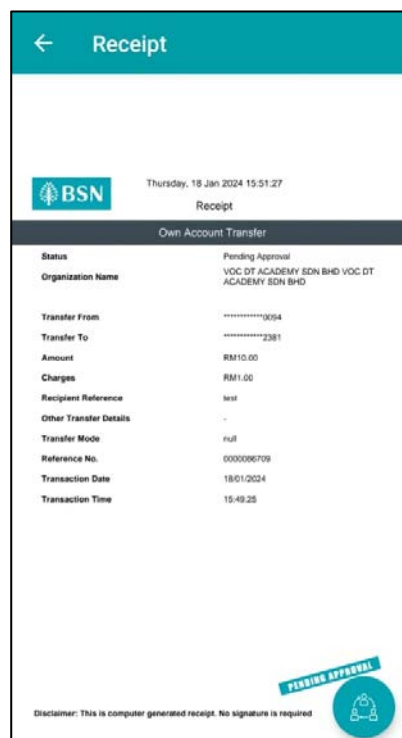 Receipt
BSN
Thursday, 18 Jan 2024 15:51:27
Receipt
Own Account Transfer
Status Pending Approval
Organization Name VOC DT ACADEMY SDN BHD VOC DT
ACADEMY SDN BHD
Transfer From ************0094
Transfer To ************2381
Amount RM10.00
Charges RM1.00
Recipient Reference test
Other Transfer Details -
Transfer Mode null
Reference No. 0000086709
Transaction Date 18/01/2024
Transaction Time 15:49:25
PENDING APPROVAL
Disclaimer: This is computer generated receipt. No signature is required